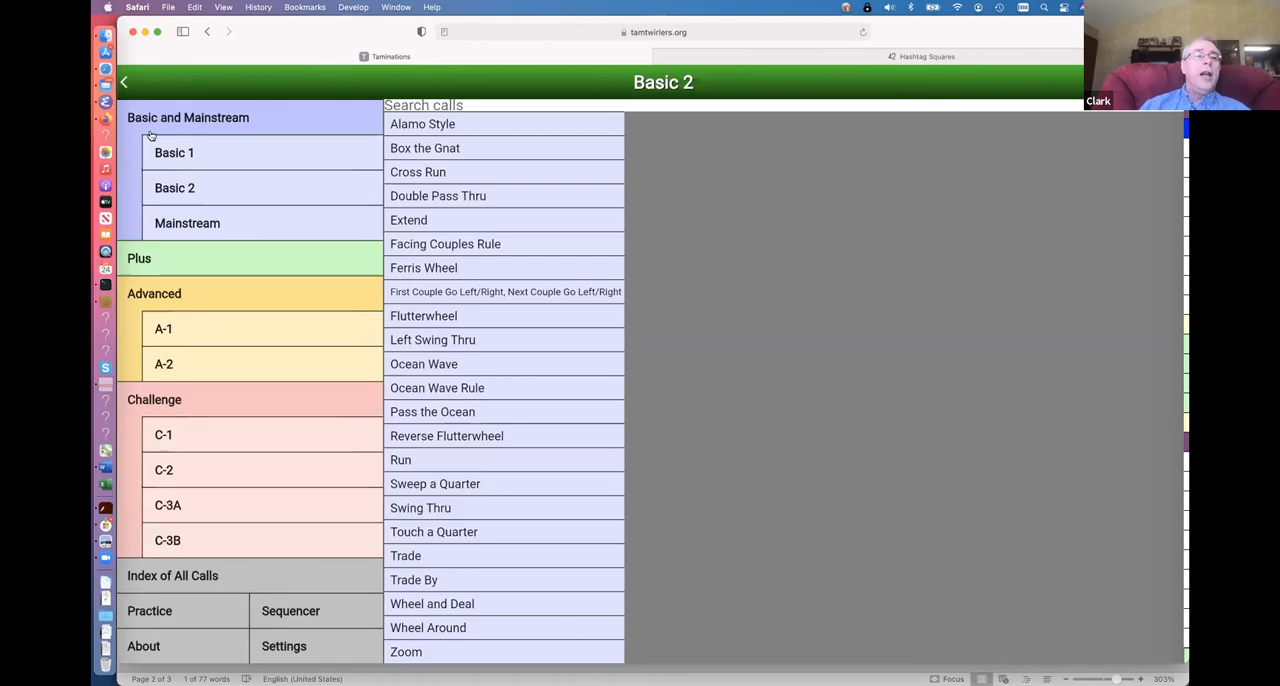 Safari File Edit View History Bookmarks Develop Window Help
tamtwirlers.org
T Taminations
42 Hashtag Squares
Basic 2
Clark
Basic and Mainstream
Basic 1
Basic 2
Mainstream
Plus
Advanced
A-1
A-2
Challenge
C-1
C-2
C-3A
C-3B
Index of All Calls
Practice Sequencer
About Settings
Search calls
Alamo Style
Box the Gnat
Cross Run
Double Pass Thru
Extend
Facing Couples Rule
Ferris Wheel
First Couple Go Left/Right, Next Couple Go Left/Right
Flutterwheel
Left Swing Thru
Ocean Wave
Ocean Wave Rule
Pass the Ocean
Reverse Flutterwheel
Run
Sweep a Quarter
Swing Thru
Touch a Quarter
Trade
Trade By
Wheel and Deal
Wheel Around
Zoom
Page 2 of 3 1 of 77 words English (United States) Focus 303%